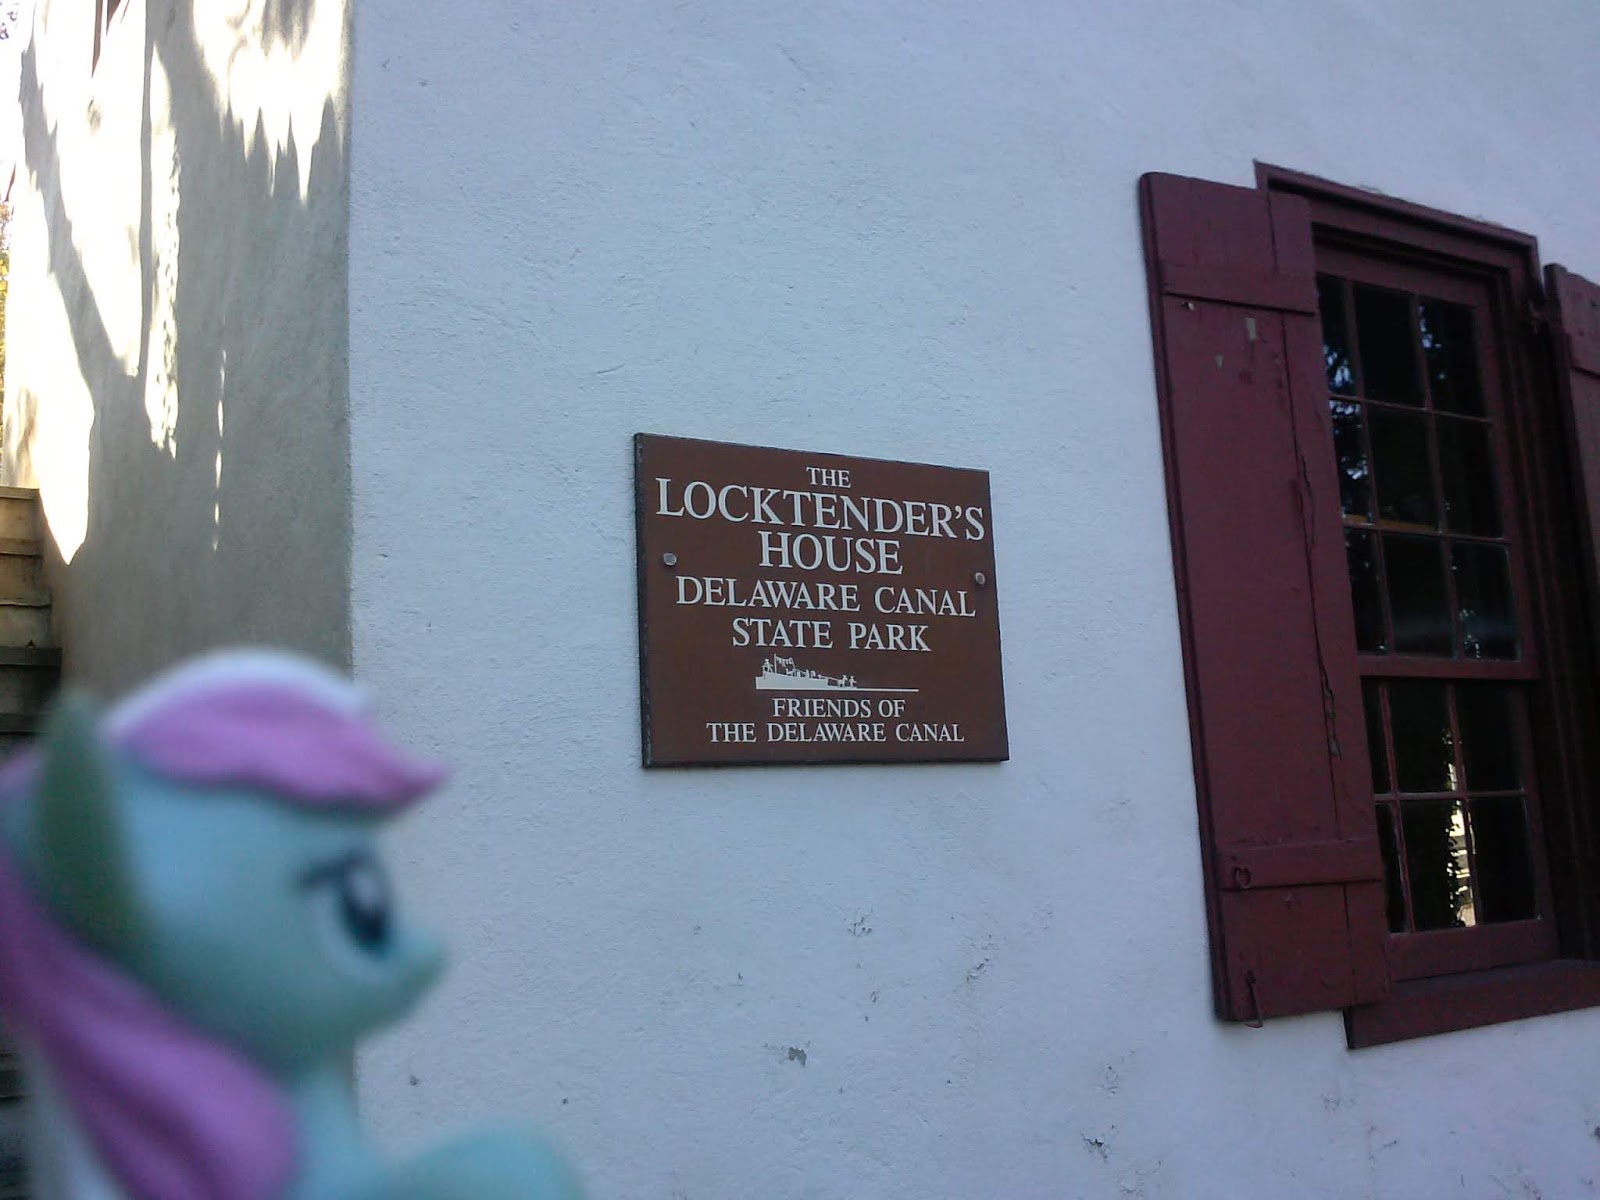 THE
LOCKTENDER'S
HOUSE
DELAWARE CANAL
STATE PARK
FRIENDS OF
THE DELAWARE CANAL